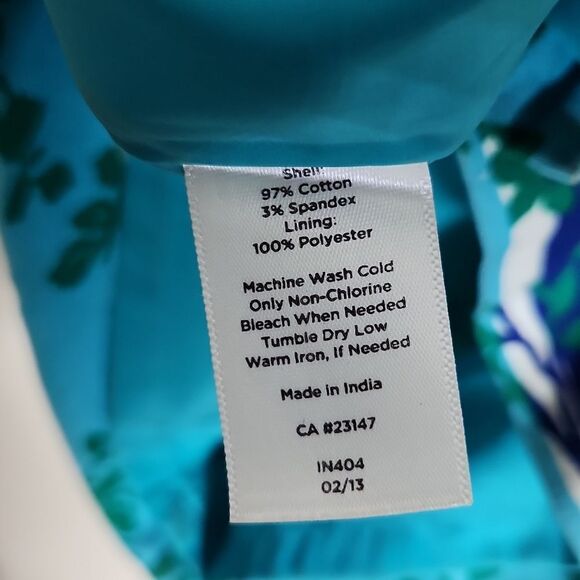 Shell:
97% Cotton
3% Spandex
Lining:
100% Polyester
Machine Wash Cold
Only Non-Chlorine
Bleach When Needed
Tumble Dry Low
Warm Iron, If Needed
Made in India
CA #23147
IN404
02/13